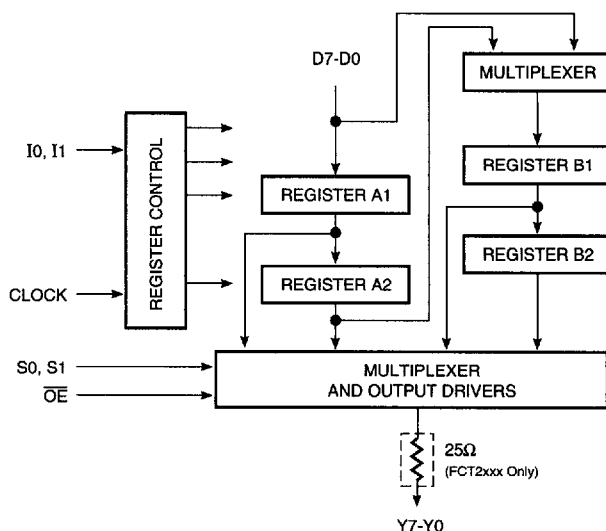 D7-D0
MULTIPLEXER
I0, I1
REGISTER CONTROL
REGISTER B1
REGISTER A1
REGISTER B2
REGISTER A2
CLOCK
S0, S1
OE
MULTIPLEXER
AND OUTPUT DRIVERS
25Ω
(FCT2xxx Only)
Y7-Y0